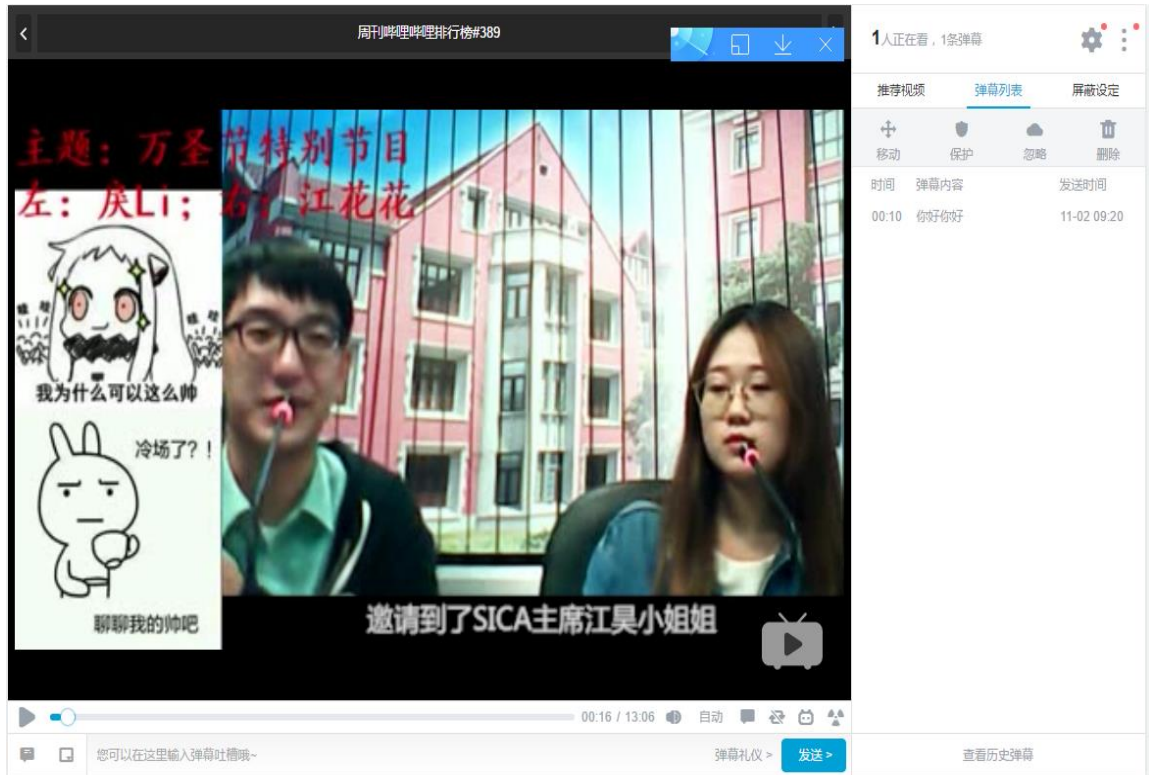 周刊哔哩哔哩排行榜#389
主题：万圣节特别节目
左：戾Li；右：江花花
我为什么可以这么帅
冷场了?!
聊聊我的帅吧
邀请到了SICA主席江昊小姐姐
00:16 / 13:06
自动
您可以在这里输入弹幕吐槽哦~
弹幕礼仪 >
发送 >
1人正在看，1条弹幕
推荐视频 弹幕列表 屏蔽设定
移动 保护 忽略 删除
时间 弹幕内容 发送时间
00:10 你好你好 11-02 09:20
查看历史弹幕